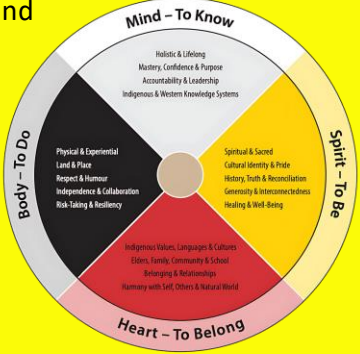 nd
Mind – To Know
Holistic & Lifelong
Mastery, Confidence & Purpose
Accountability & Leadership
Indigenous & Western Knowledge Systems
Body – To Do
Physical & Experiential
Land & Place
Respect & Humour
Independence & Collaboration
Risk-Taking & Resiliency
Spiritual & Sacred
Cultural Identity & Pride
History, Truth & Reconciliation
Generosity & Interconnectedness
Healing & Well-Being
Spirit – To Be
Indigenous Values, Languages & Cultures
Elders, Family, Community & School
Belonging & Relationships
Harmony with Self, Others & Natural World
Heart – To Belong